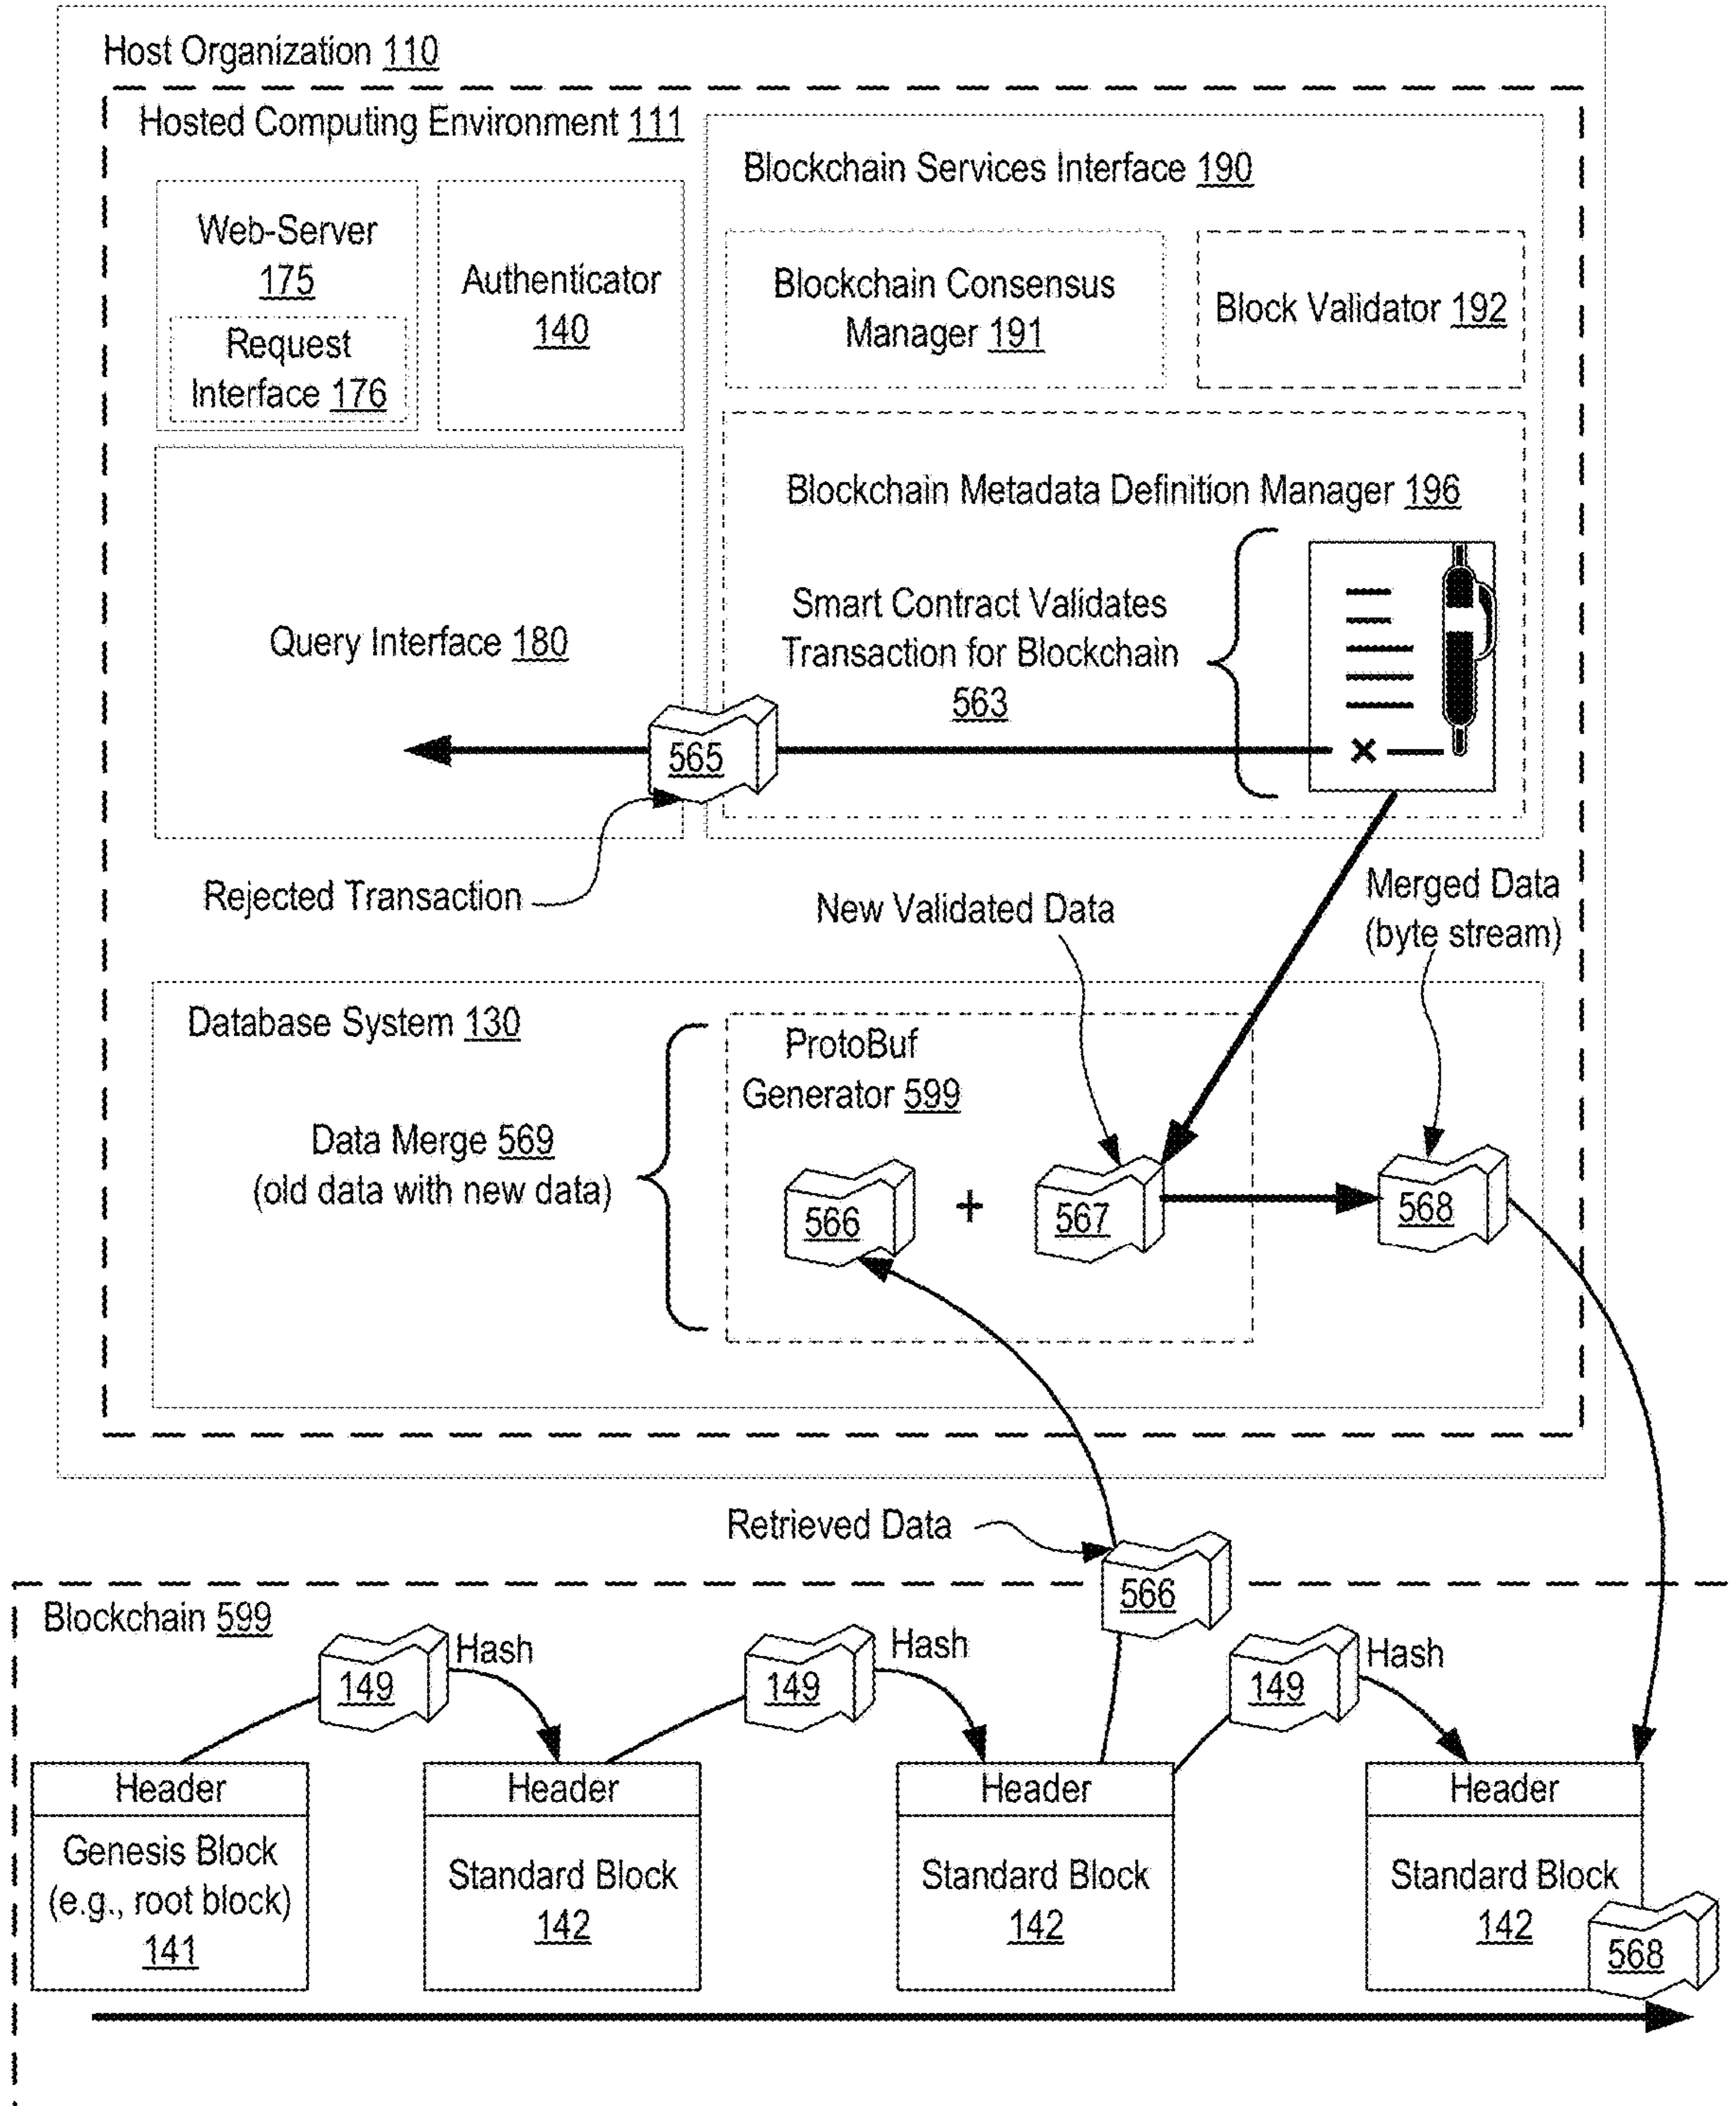 Host Organization 110
Hosted Computing Environment 111
Web-Server
175
Request
Interface 176
Authenticator
140
Blockchain Services Interface 190
Blockchain Consensus
Manager 191
Block Validator 192
Query Interface 180
Blockchain Metadata Definition Manager 196
Smart Contract Validates
Transaction for Blockchain
563
×
565
Rejected Transaction
New Validated Data
Merged Data
(byte stream)
Database System 130
Data Merge 569
(old data with new data)
ProtoBuf
Generator 599
566
+
567
568
Retrieved Data
566
Blockchain 599
149
Hash
149
Hash
149
Hash
Header
Genesis Block
(e.g., root block)
141
Header
Standard Block
142
Header
Standard Block
142
Header
Standard Block
142
568